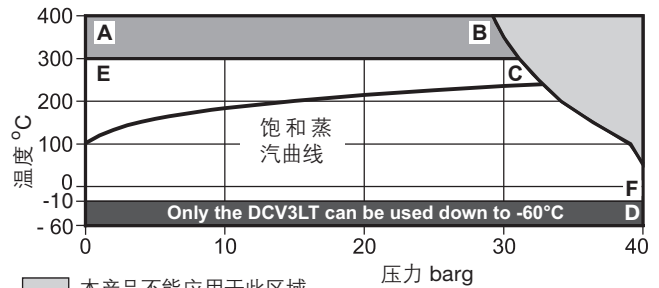 400
A
B
300
E
C
200
饱和蒸
汽曲线
100
温度 °C
0
F
-10
Only the DCV3LT can be used down to -60°C
D
- 60
0
10
20
30
40
压力 barg
本产品不能应用于此区域